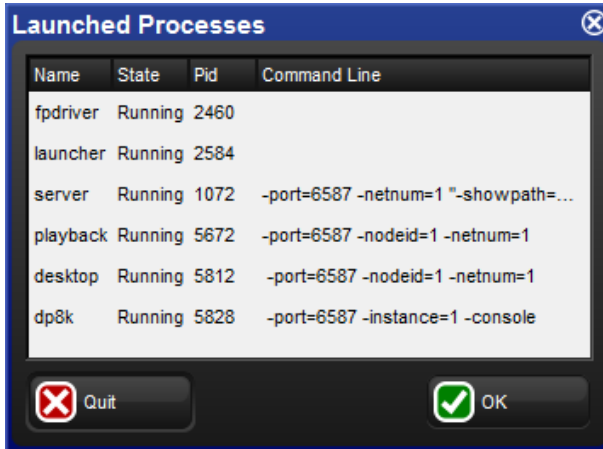 Launched Processes
Name State Pid Command Line
fpdriver Running 2460
launcher Running 2584
server Running 1072 -port=6587 -netnum=1 "-showpath=...
playback Running 5672 -port=6587 -nodeid=1 -netnum=1
desktop Running 5812 -port=6587 -nodeid=1 -netnum=1
dp8k Running 5828 -port=6587 -instance=1 -console
Quit OK